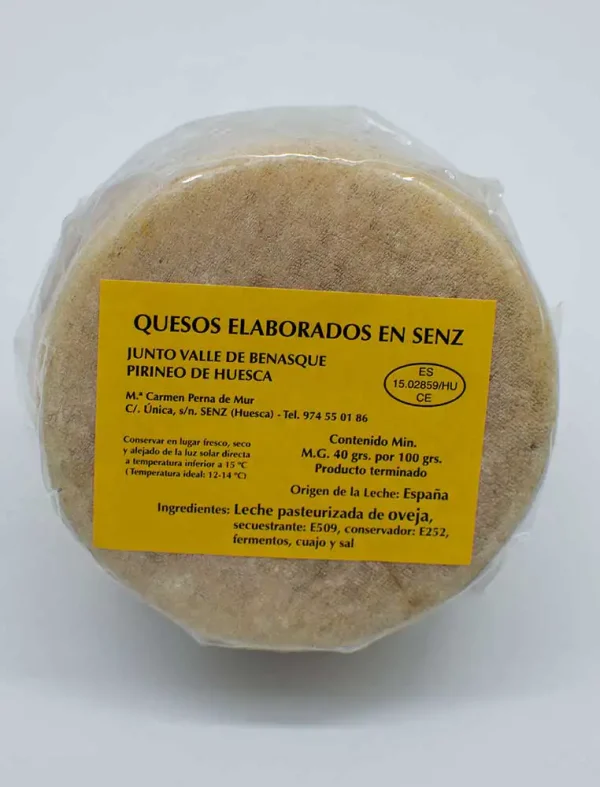 QUESOS ELABORADOS EN SENZ
JUNTO VALLE DE BENASQUE
PIRINEO DE HUESCA
ES
15.02859/HU
CE
M.ª Carmen Perna de Mur
C/. Única, s/n. SENZ (Huesca) - Tel. 974 55 01 86
Conservar en lugar fresco, seco
y alejado de la luz solar directa
a temperatura inferior a 15 ºC
(Temperatura ideal: 12-14 ºC)
Contenido Min.
M.G. 40 grs. por 100 grs.
Producto terminado
Origen de la Leche: España
Ingredientes: Leche pasteurizada de oveja,
secuestrante: E509, conservador: E252,
fermentos, cuajo y sal